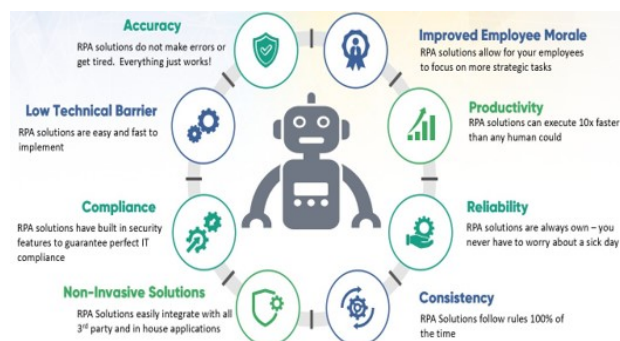 Accuracy
RPA solutions do not make errors or
get tired. Everything just works!
Improved Employee Morale
RPA solutions allow for your employees
to focus on more strategic tasks
Low Technical Barrier
RPA solutions are easy and fast to
implement
Productivity
RPA solutions can execute 10x faster
than any human could
Compliance
RPA solutions have built in security
features to guarantee perfect IT
compliance
Reliability
RPA solutions are always own – you
never have to worry about a sick day
Non-Invasive Solutions
RPA Solutions easily integrate with all
3rd party and in house applications
Consistency
RPA Solutions follow rules 100% of
the time